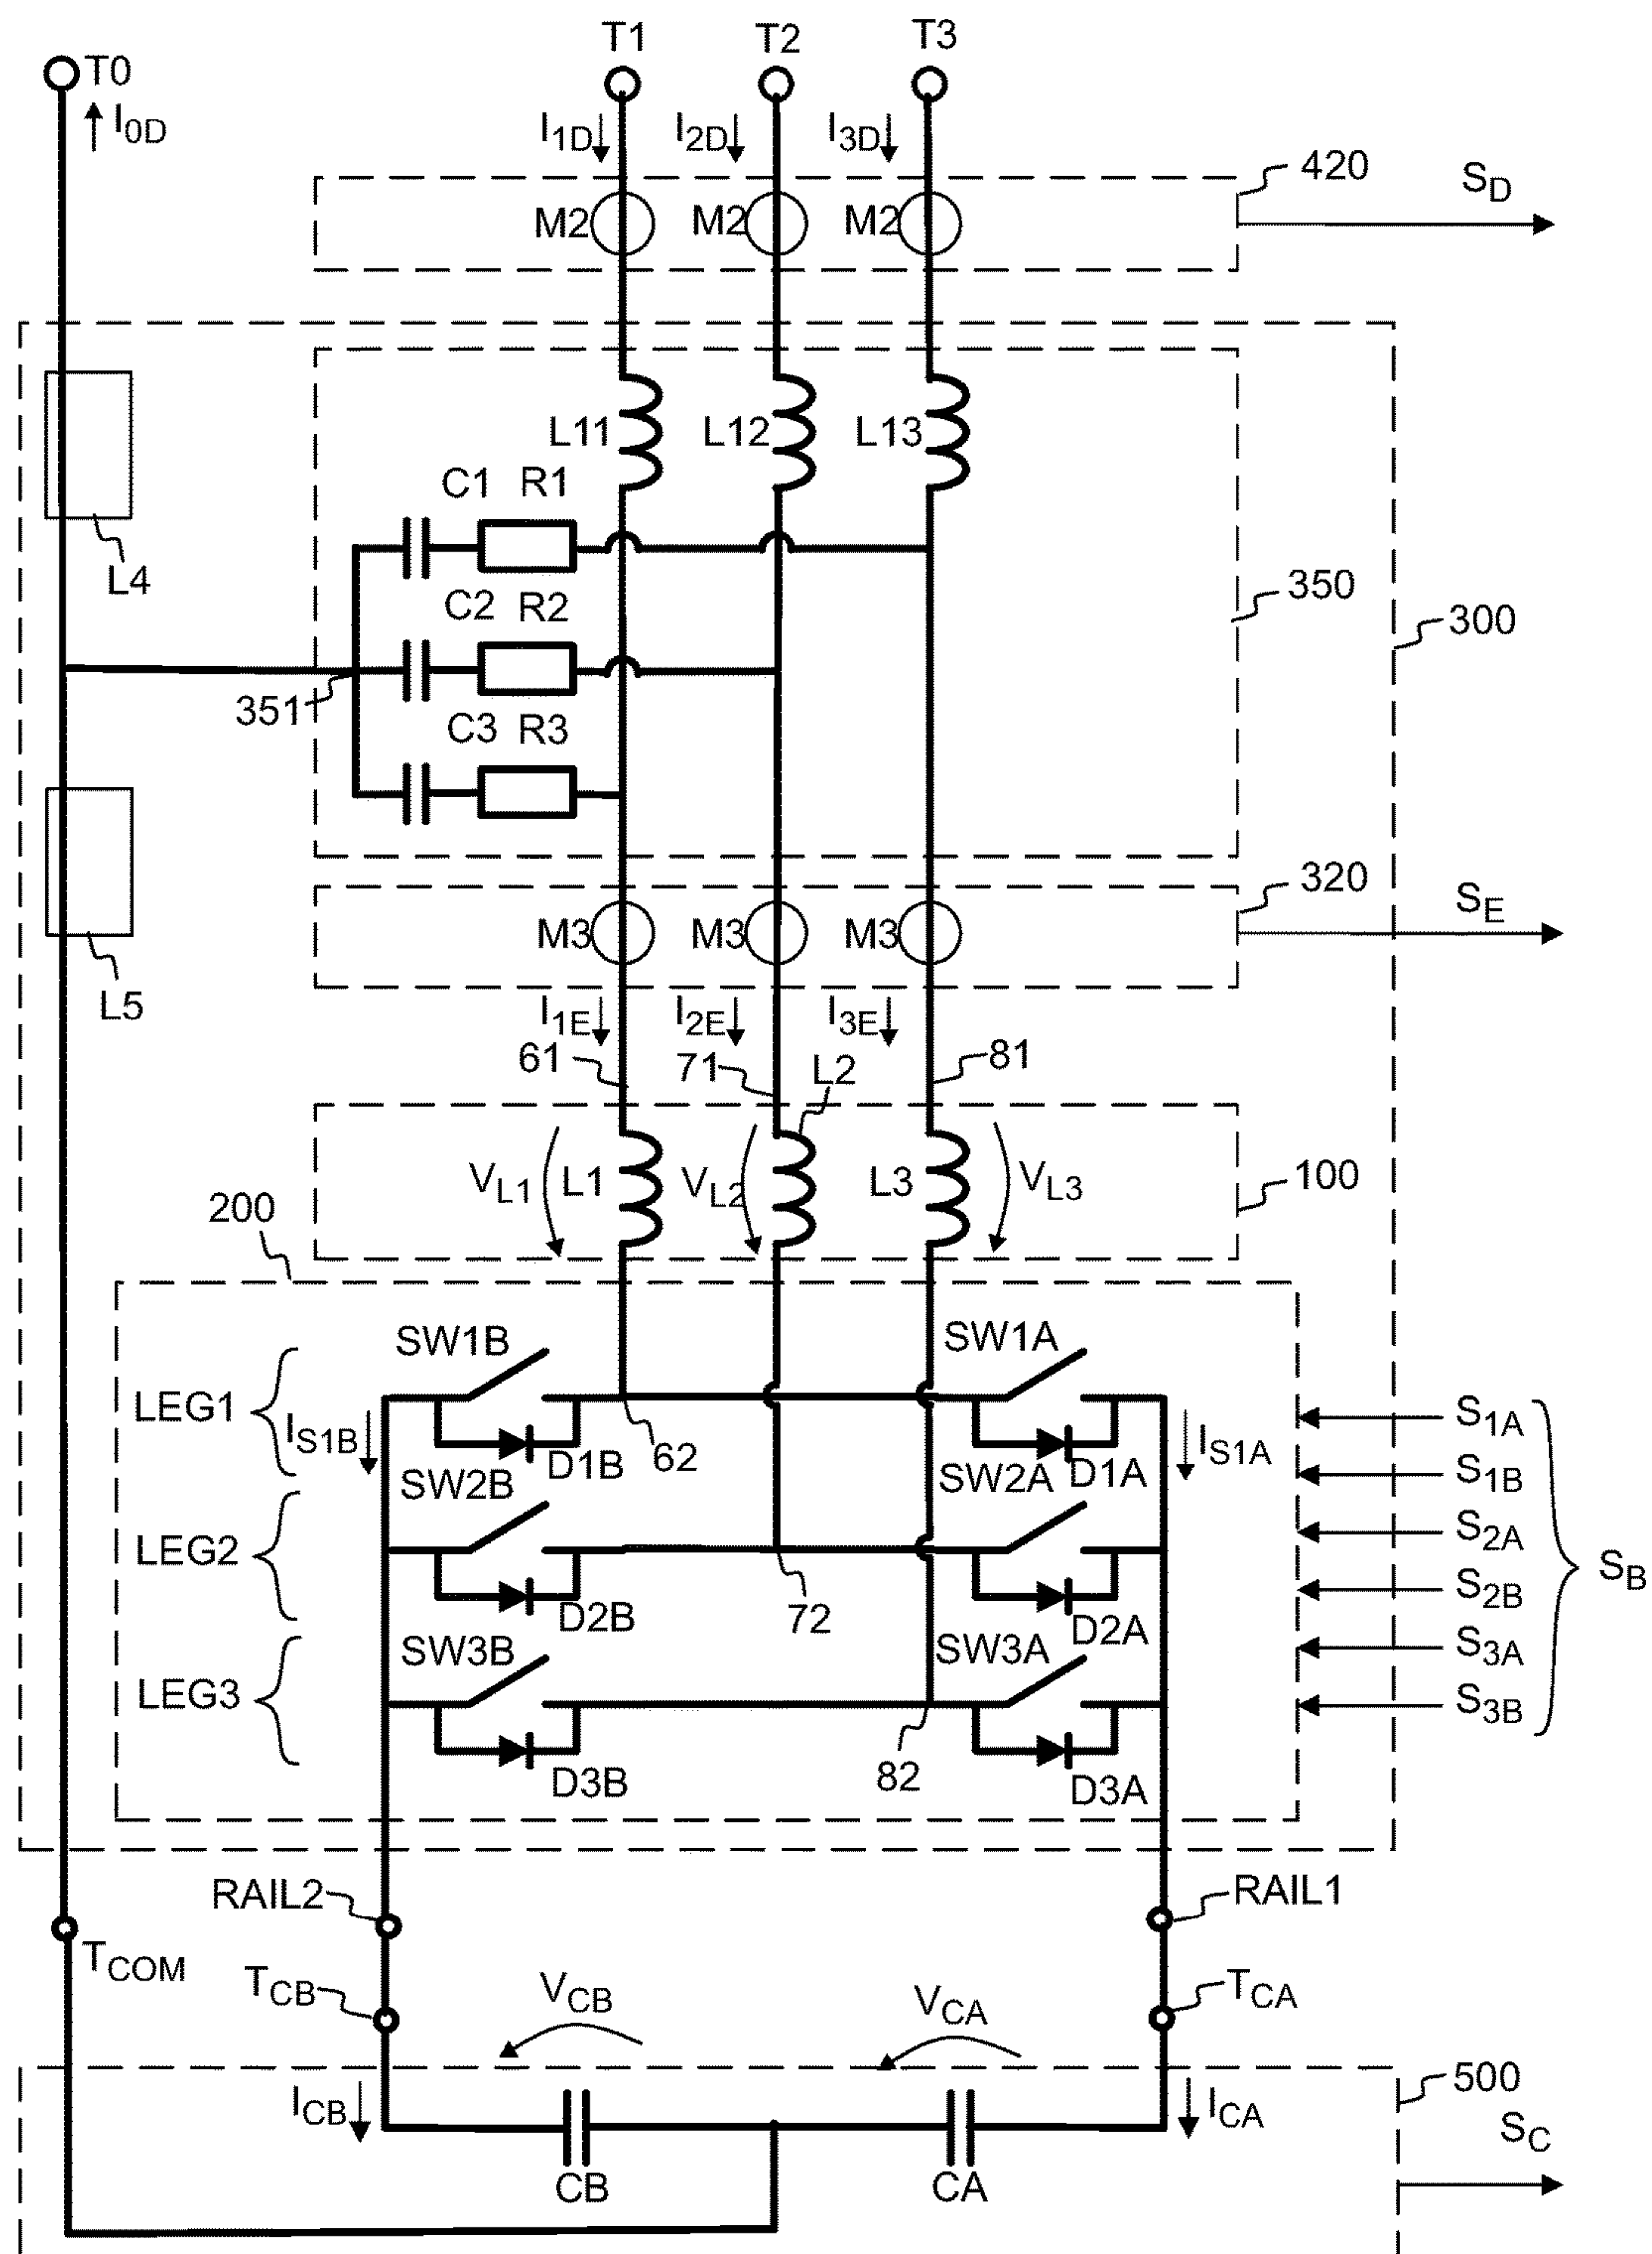 T1
T2
T3
T0
I0D
I1D
I2D
I3D
420
SD
M2
M2
M2
L11
L12
L13
C1
R1
L4
350
300
C2
R2
351
C3
R3
320
SE
M3
M3
M3
L5
I1E
I2E
I3E
61
71
L2
81
VL1
L1
VL2
L3
VL3
100
200
SW1B
SW1A
LEG1
IS1B
D1B
62
D1A
IS1A
S1A
SW2B
SW2A
S1B
LEG2
S2A
SB
D2B
72
D2A
S2B
SW3B
SW3A
S3A
LEG3
S3B
D3B
82
D3A
RAIL2
RAIL1
TCOM
TCB
VCB
VCA
TCA
500
ICB
ICA
SC
CB
CA